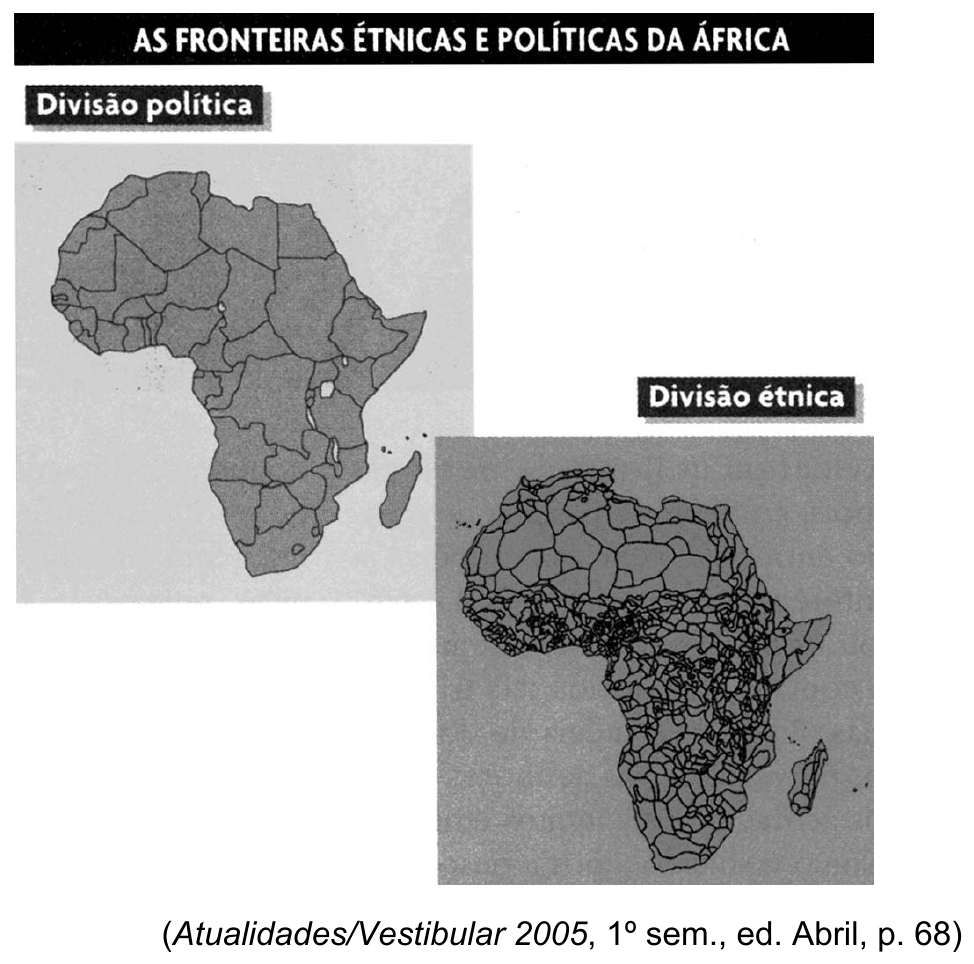 AS FRONTEIRAS ÉTNICAS E POLÍTICAS DA ÁFRICA
Divisão política
Divisão étnica
(Atualidades/Vestibular 2005, 1º sem., ed. Abril, p. 68)